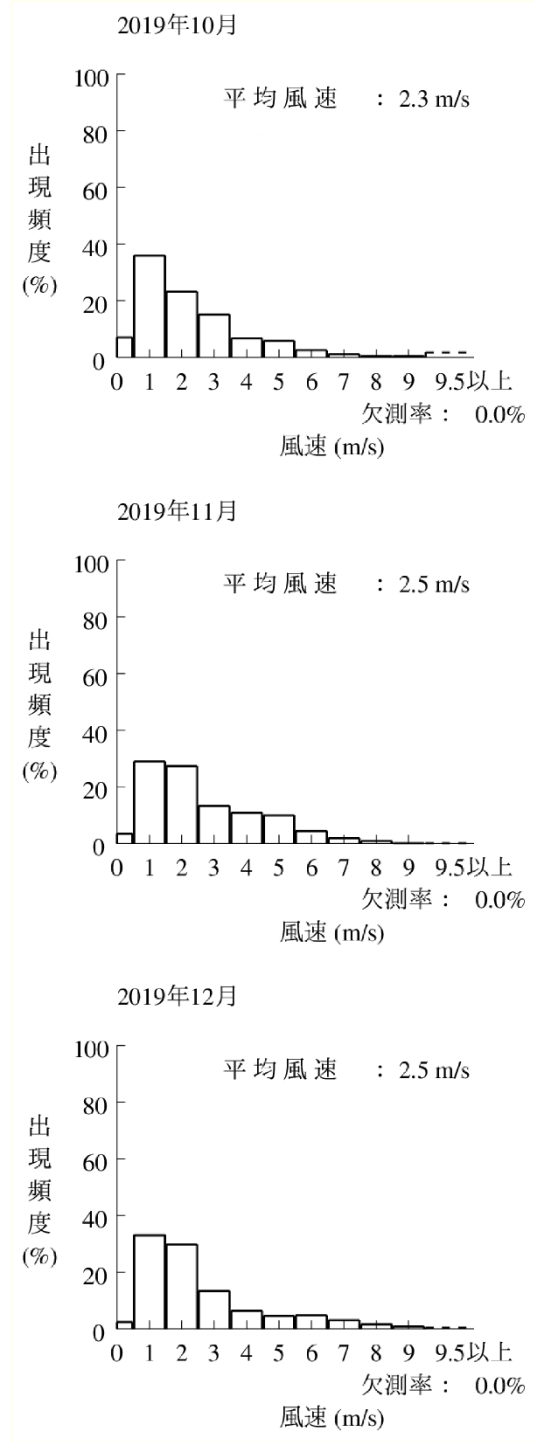 2019年10月
平均風速 : 2.3 m/s
出現頻度(%)
100
80
60
40
20
0
0 1 2 3 4 5 6 7 8 9 9.5以上
欠測率: 0.0%
風速 (m/s)
2019年11月
平均風速 : 2.5 m/s
出現頻度(%)
100
80
60
40
20
0
0 1 2 3 4 5 6 7 8 9 9.5以上
欠測率: 0.0%
風速 (m/s)
2019年12月
平均風速 : 2.5 m/s
出現頻度(%)
100
80
60
40
20
0
0 1 2 3 4 5 6 7 8 9 9.5以上
欠測率: 0.0%
風速 (m/s)